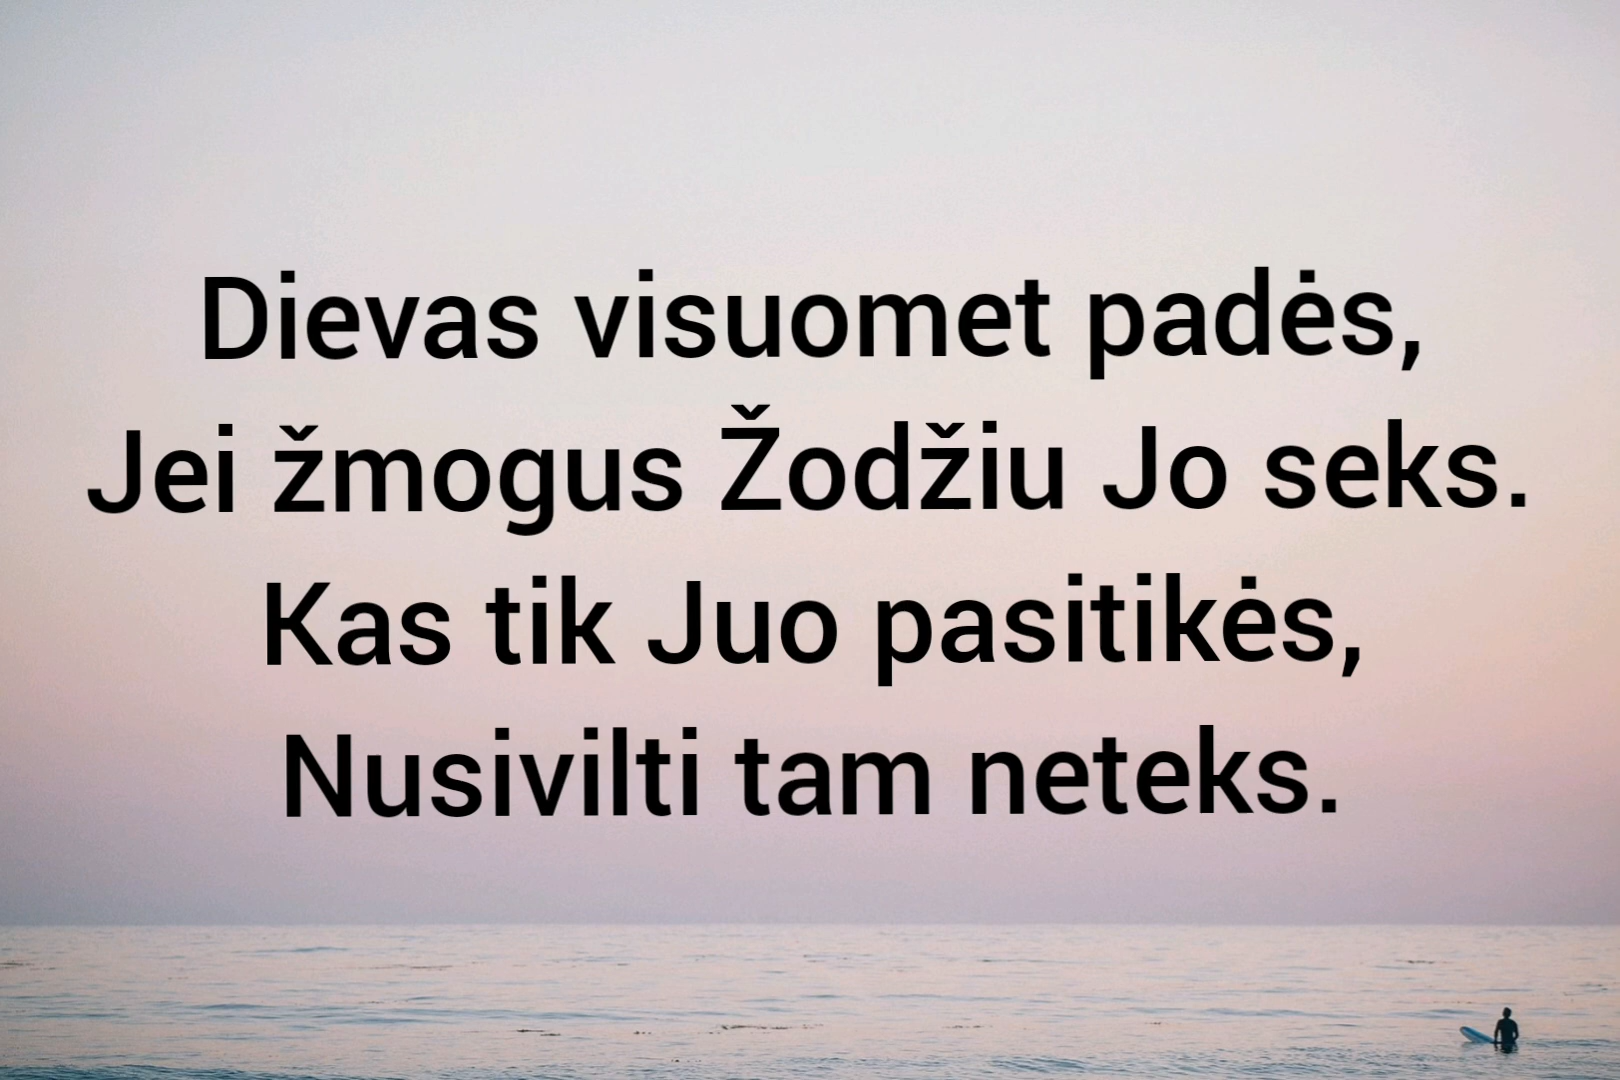 Dievas visuomet padės,
Jei žmogus Žodžiu Jo seks.
Kas tik Juo pasitikės,
Nusivilti tam neteks.